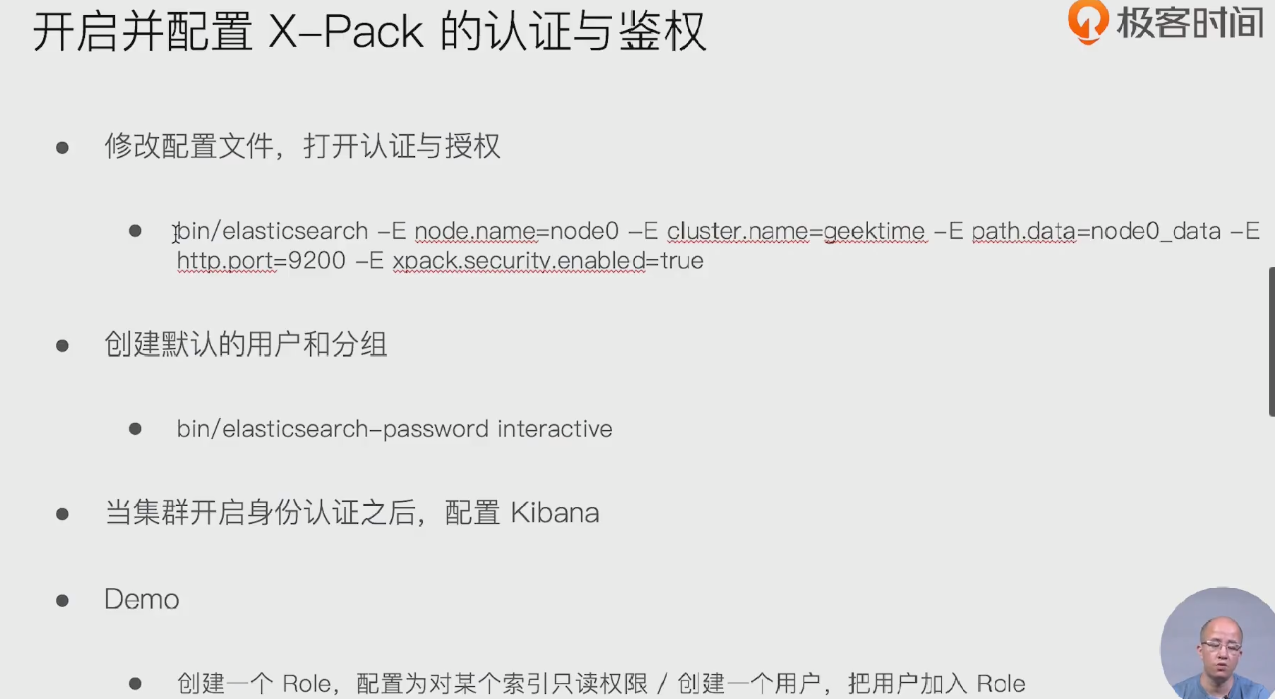 开启并配置 X-Pack 的认证与鉴权
极客时间
修改配置文件，打开认证与授权
bin/elasticsearch -E node.name=node0 -E cluster.name=geektime -E path.data=node0_data -E
http.port=9200 -E xpack.security.enabled=true
创建默认的用户和分组
bin/elasticsearch-password interactive
当集群开启身份认证之后，配置 Kibana
Demo
创建一个 Role，配置为对某个索引只读权限 / 创建一个用户，把用户加入 Role